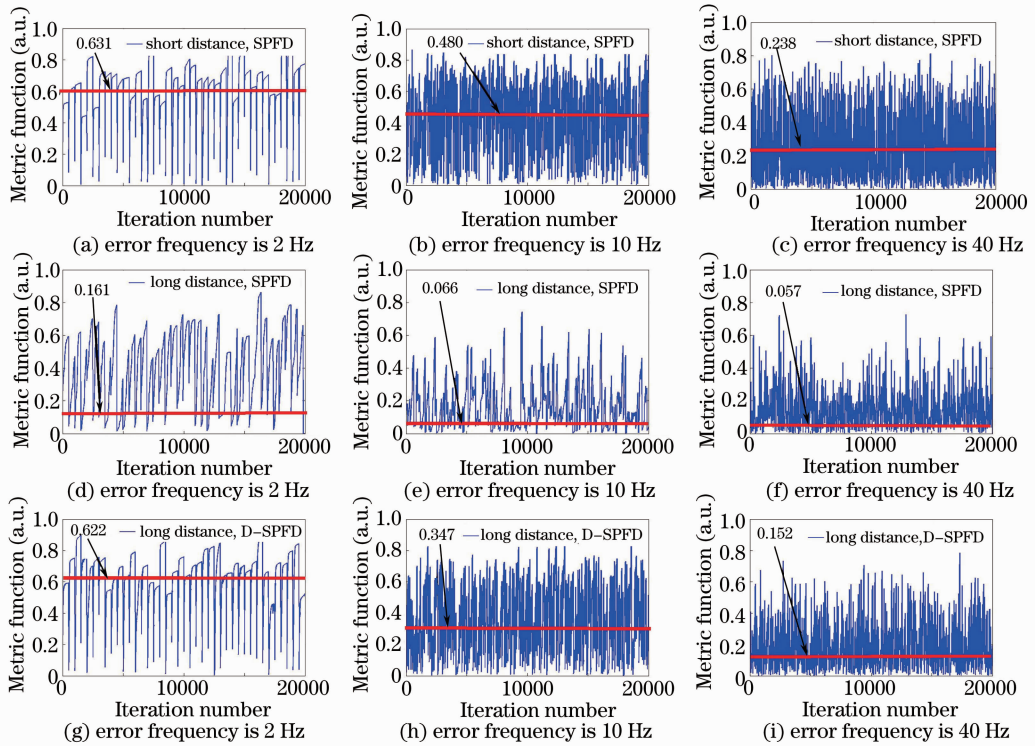 Metric function (a.u.)
1.0
0.8
0.6
0.4
0.2
0
0.631
short distance, SPFD
0
10000
20000
Iteration number
(a) error frequency is 2 Hz
Metric function (a.u.)
1.0
0.8
0.6
0.4
0.2
0
0.480
short distance, SPFD
0
10000
20000
Iteration number
(b) error frequency is 10 Hz
Metric function (a.u.)
1.0
0.8
0.6
0.4
0.2
0
0.238
short distance, SPFD
0
10000
20000
Iteration number
(c) error frequency is 40 Hz
Metric function (a.u.)
1.0
0.8
0.6
0.4
0.2
0
0.161
long distance, SPFD
0
10000
20000
Iteration number
(d) error frequency is 2 Hz
Metric function (a.u.)
1.0
0.8
0.6
0.4
0.2
0
0.066
long distance, SPFD
0
10000
20000
Iteration number
(e) error frequency is 10 Hz
Metric function (a.u.)
1.0
0.8
0.6
0.4
0.2
0
0.057
long distance, SPFD
0
10000
20000
Iteration number
(f) error frequency is 40 Hz
Metric function (a.u.)
1.0
0.8
0.6
0.4
0.2
0
0.622
long distance, D-SPFD
0
10000
20000
Iteration number
(g) error frequency is 2 Hz
Metric function (a.u.)
1.0
0.8
0.6
0.4
0.2
0
0.347
long distance, D-SPFD
0
10000
20000
Iteration number
(h) error frequency is 10 Hz
Metric function (a.u.)
1.0
0.8
0.6
0.4
0.2
0
0.152
long distance,D-SPFD
0
10000
20000
Iteration number
(i) error frequency is 40 Hz